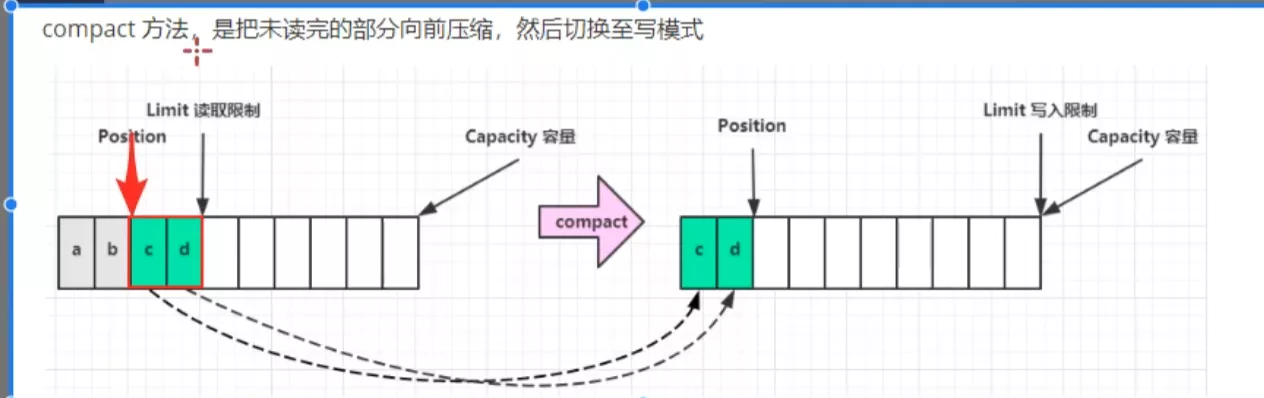 compact 方法，是把未读完的部分向前压缩，然后切换至写模式
Limit 读取限制
Position
Capacity 容量
a b c d
compact
Position
Limit 写入限制
Capacity 容量
c d